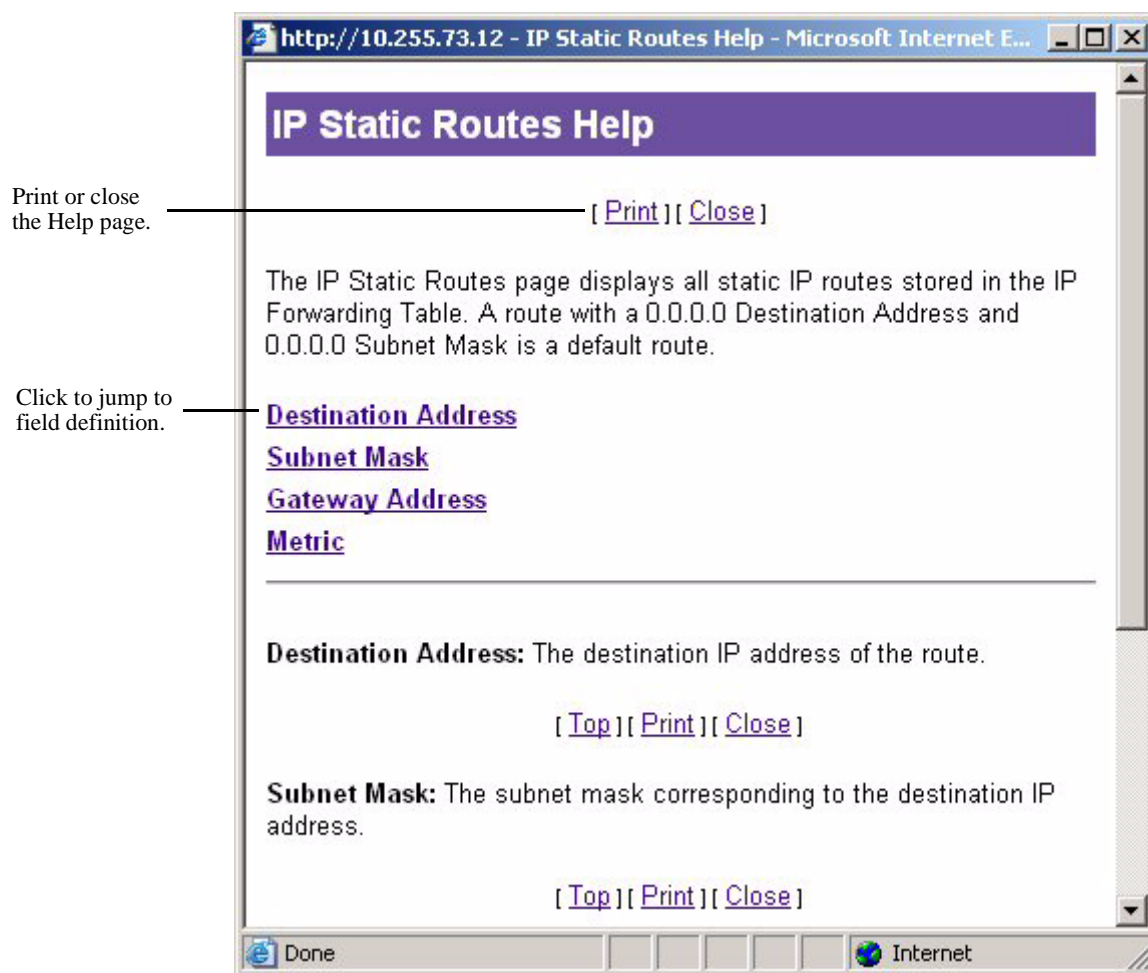 http://10.255.73.12 - IP Static Routes Help - Microsoft Internet E...
IP Static Routes Help
Print or close
the Help page.
[ Print ] [ Close ]
The IP Static Routes page displays all static IP routes stored in the IP
Forwarding Table. A route with a 0.0.0.0 Destination Address and
0.0.0.0 Subnet Mask is a default route.
Click to jump to
field definition.
Destination Address
Subnet Mask
Gateway Address
Metric
Destination Address: The destination IP address of the route.
[ Top ] [ Print ] [ Close ]
Subnet Mask: The subnet mask corresponding to the destination IP
address.
[ Top ] [ Print ] [ Close ]
Done
Internet